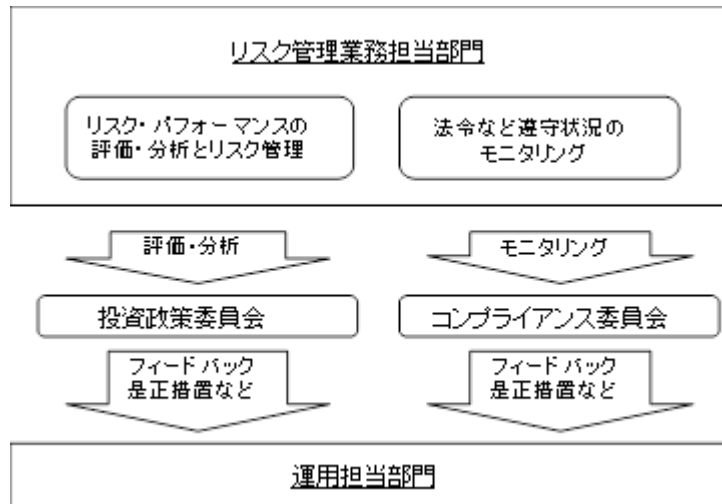 リスク管理業務担当部門
リスク・パフォーマンスの
評価・分析とリスク管理
法令など遵守状況の
モニタリング
評価・分析
モニタリング
投資政策委員会
コンプライアンス委員会
フィードバック
是正措置など
フィードバック
是正措置など
運用担当部門